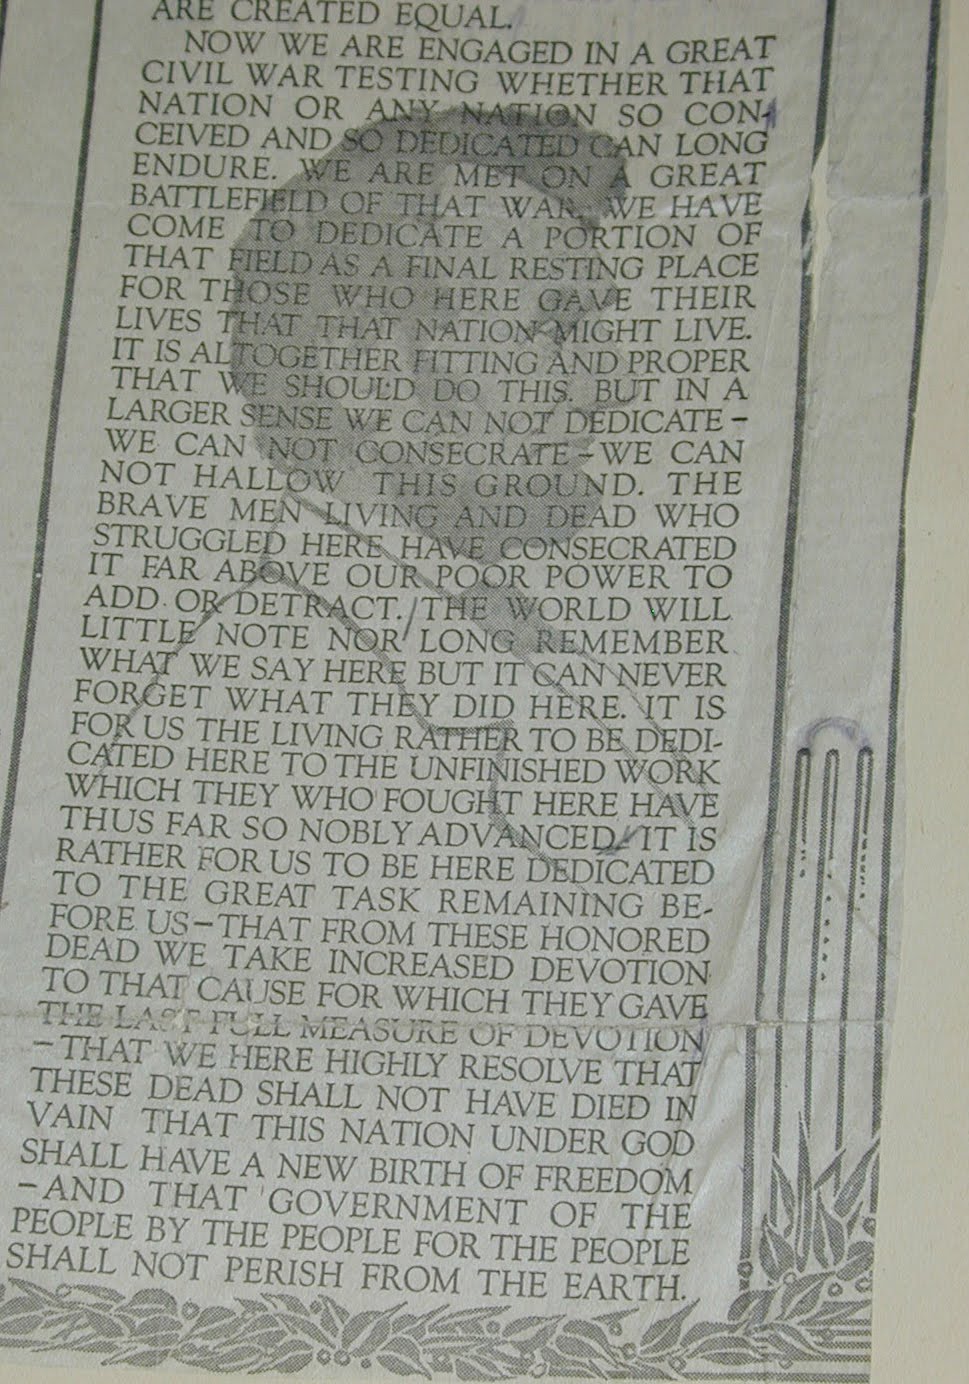 ARE CREATED EQUAL.
NOW WE ARE ENGAGED IN A GREAT
CIVIL WAR TESTING WHETHER THAT
NATION OR ANY NATION SO CON-
CEIVED AND SO DEDICATED CAN LONG
ENDURE. WE ARE MET ON A GREAT
BATTLEFIELD OF THAT WAR. WE HAVE
COME TO DEDICATE A PORTION OF
THAT FIELD AS A FINAL RESTING PLACE
FOR THOSE WHO HERE GAVE THEIR
LIVES THAT THAT NATION MIGHT LIVE.
IT IS ALTOGETHER FITTING AND PROPER
THAT WE SHOULD DO THIS. BUT IN A
LARGER SENSE WE CAN NOT DEDICATE –
WE CAN NOT CONSECRATE – WE CAN
NOT HALLOW THIS GROUND. THE
BRAVE MEN LIVING AND DEAD WHO
STRUGGLED HERE HAVE CONSECRATED
IT FAR ABOVE OUR POOR POWER TO
ADD OR DETRACT. THE WORLD WILL
LITTLE NOTE NOR LONG REMEMBER
WHAT WE SAY HERE BUT IT CAN NEVER
FORGET WHAT THEY DID HERE. IT IS
FOR US THE LIVING RATHER TO BE DEDI-
CATED HERE TO THE UNFINISHED WORK
WHICH THEY WHO FOUGHT HERE HAVE
THUS FAR SO NOBLY ADVANCED. IT IS
RATHER FOR US TO BE HERE DEDICATED
TO THE GREAT TASK REMAINING BE-
FORE US – THAT FROM THESE HONORED
DEAD WE TAKE INCREASED DEVOTION
TO THAT CAUSE FOR WHICH THEY GAVE
THE LAST FULL MEASURE OF DEVOTION
– THAT WE HERE HIGHLY RESOLVE THAT
THESE DEAD SHALL NOT HAVE DIED IN
VAIN THAT THIS NATION UNDER GOD
SHALL HAVE A NEW BIRTH OF FREEDOM
– AND THAT GOVERNMENT OF THE
PEOPLE BY THE PEOPLE FOR THE PEOPLE
SHALL NOT PERISH FROM THE EARTH.